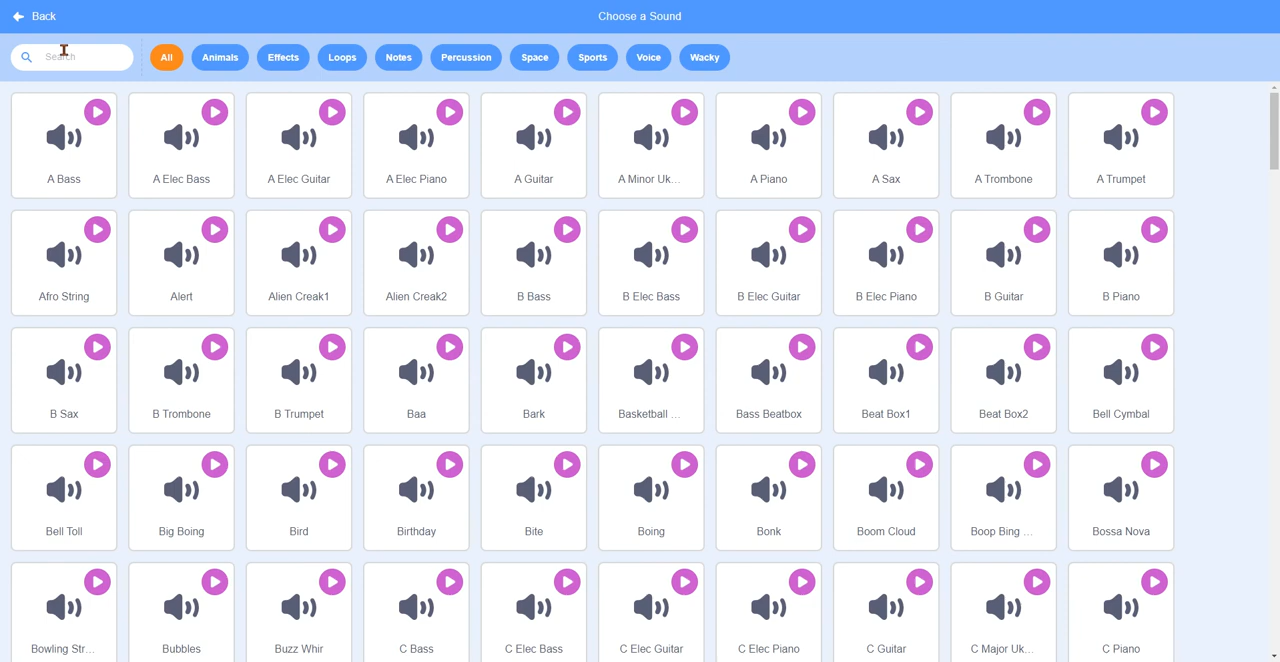 Back
Choose a Sound
Search
All Animals Effects Loops Notes Percussion Space Sports Voice Wacky
A Bass A Elec Bass A Elec Guitar A Elec Piano A Guitar A Minor Uk... A Piano A Sax A Trombone A Trumpet
Afro String Alert Alien Creak1 Alien Creak2 B Bass B Elec Bass B Elec Guitar B Elec Piano B Guitar B Piano
B Sax B Trombone B Trumpet Baa Bark Basketball ... Bass Beatbox Beat Box1 Beat Box2 Bell Cymbal
Bell Toll Big Boing Bird Birthday Bite Boing Bonk Boom Cloud Boop Bing ... Bossa Nova
Bowling Str... Bubbles Buzz Whir C Bass C Elec Bass C Elec Guitar C Elec Piano C Guitar C Major Uk... C Piano